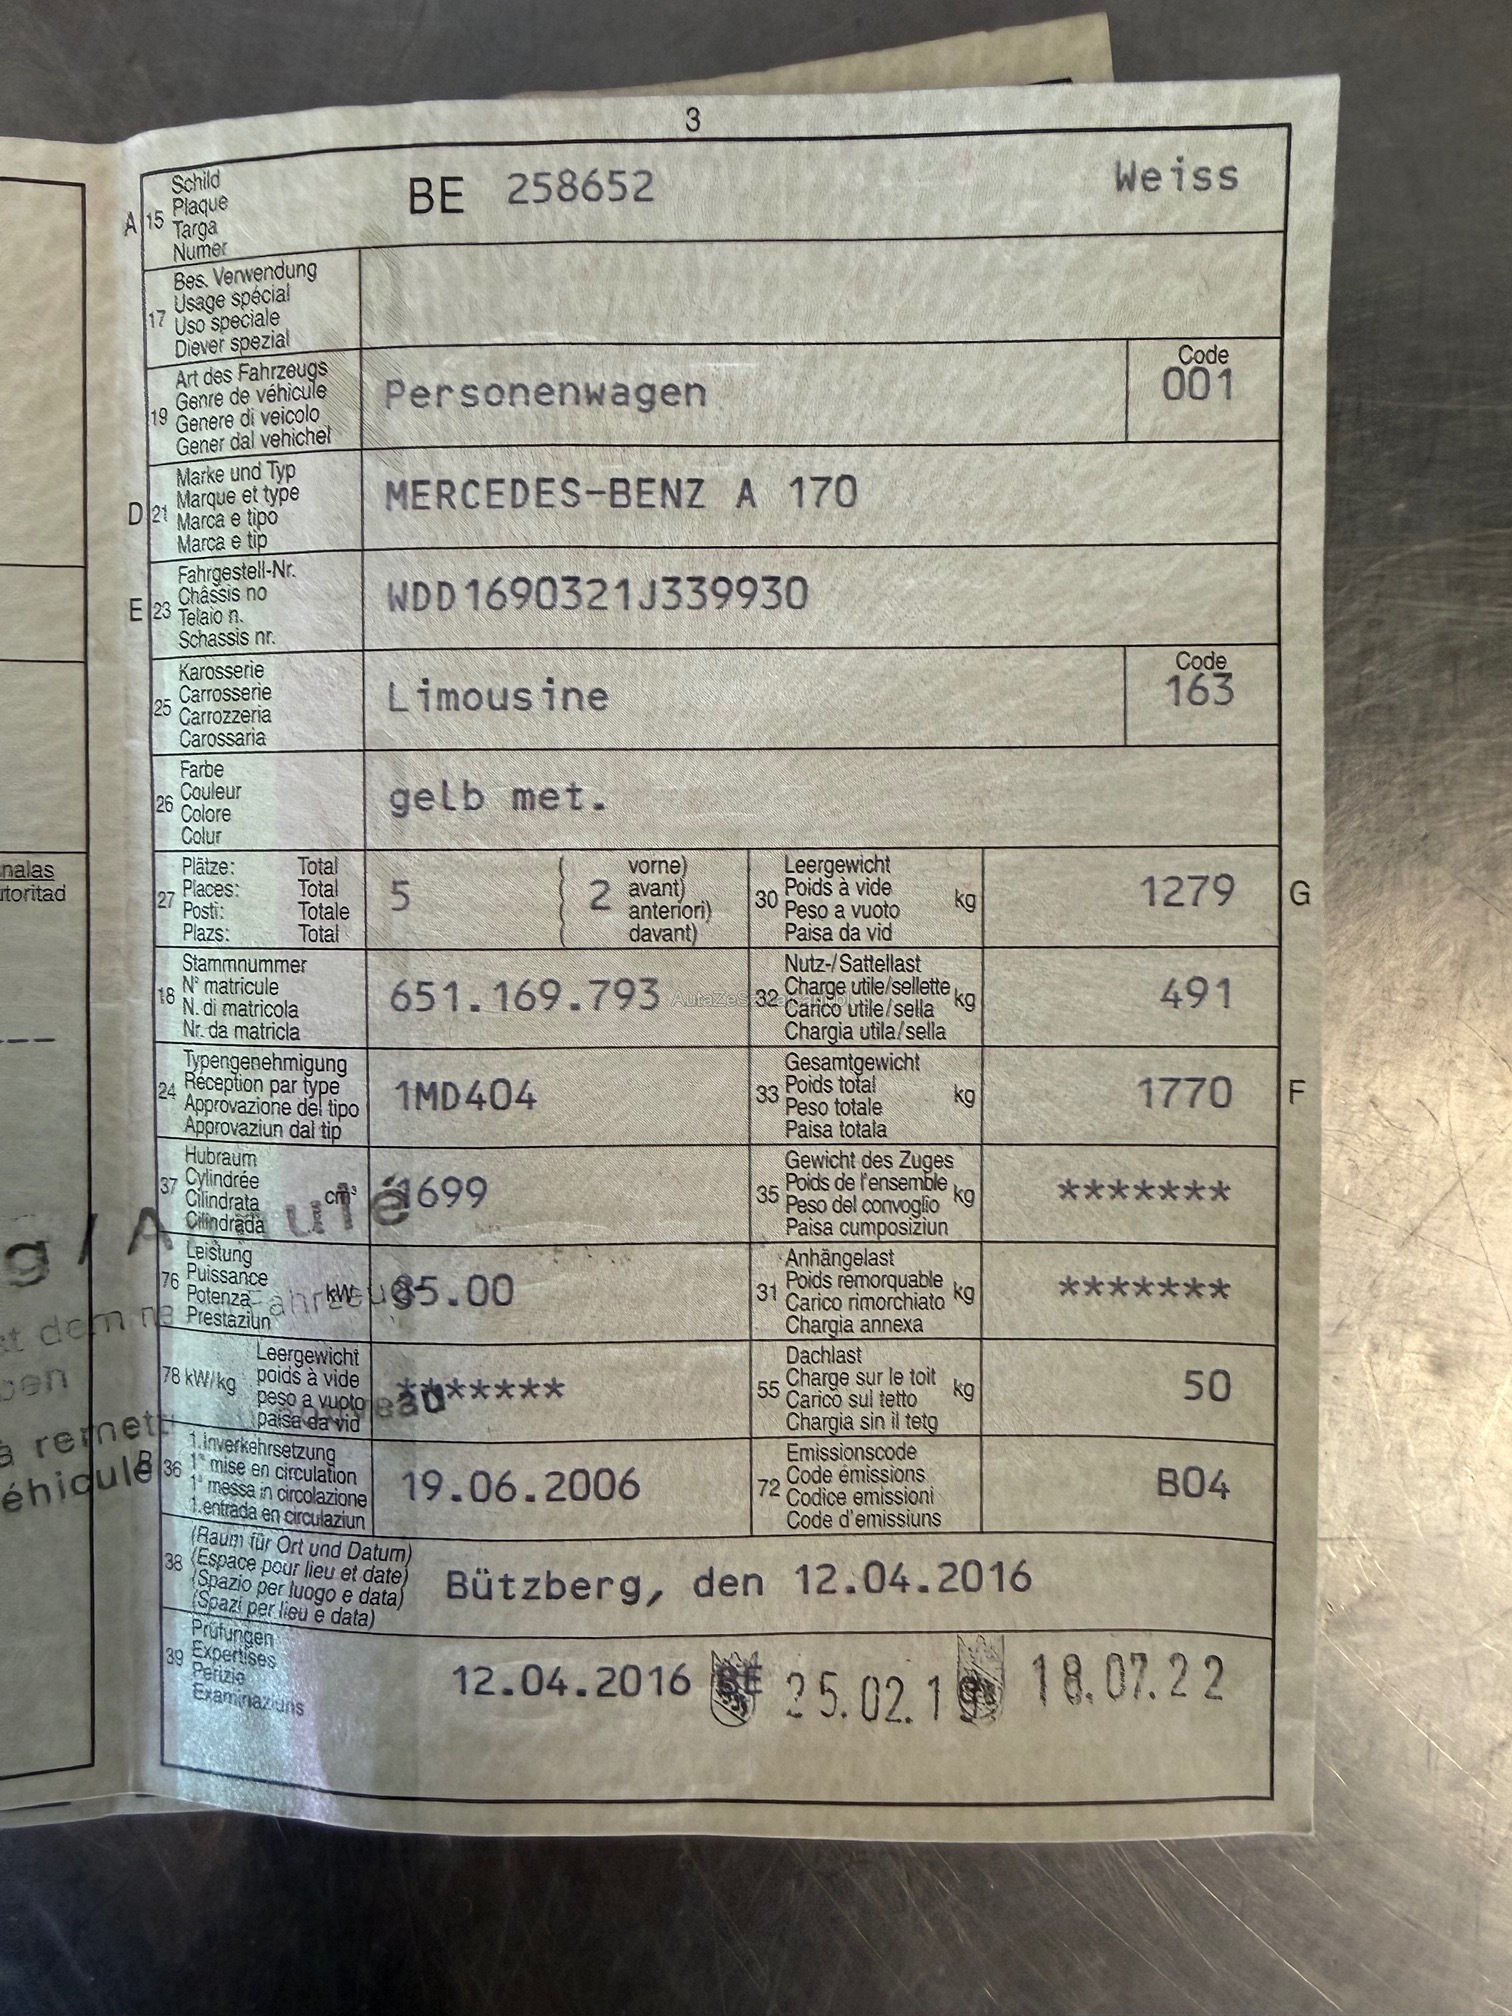 3
A 15 Schild
Plaque
Targa
Numer
BE 258652 Weiss
17 Bes. Verwendung
Usage spécial
Uso speciale
Diever spezial
19 Art des Fahrzeugs
Genre de véhicule
Genere di veicolo
Gener dal vehichel
Personenwagen
Code
001
D 21 Marke und Typ
Marque et type
Marca e tipo
Marca e tip
MERCEDES-BENZ A 170
E 23 Fahrgestell-Nr.
Châssis no
Telaio n.
Schassis nr.
WDD1690321J339930
25 Karosserie
Carrosserie
Carrozzeria
Carossaria
Limousine
Code
163
26 Farbe
Couleur
Colore
Colur
gelb met.
nalas
utoritad
27 Plätze: Total
Places: Total
Posti: Totale
Plazs: Total
5 ( 2 vorne)
avant)
anteriori)
davant)
30 Leergewicht
Poids à vide
Peso a vuoto
Paisa da vid
kg
1279 G
18 Stammnummer
N° matricule
N. di matricola
Nr. da matricla
651.169.793
32 Nutz-/Sattellast
Charge utile/sellette
Carico utile/sella
Chargia utila/sella
kg
491
24 Typengenehmigung
Réception par type
Approvazione del tipo
Approvaziun dal tip
1MD404
33 Gesamtgewicht
Poids total
Peso totale
Paisa totala
kg
1770 F
37 Hubraum
Cylindrée
Cilindrata
Cilindrada
cm³
1699
35 Gewicht des Zuges
Poids de l'ensemble
Peso del convoglio
Paisa cumposiziun
kg
*******
76 Leistung
Puissance
Potenza
Prestaziun
kW
85.00
31 Anhängelast
Poids remorquable
Carico rimorchiato
Chargia annexa
kg
*******
78 kW/kg Leergewicht
poids à vide
peso a vuoto
paisa da vid
*******
55 Dachlast
Charge sur le toit
Carico sul tetto
Chargia sin il tetg
kg
50
B 36 1.Inverkehrsetzung
1e mise en circulation
1a messa in circolazione
1.entrada en circulaziun
19.06.2006
72 Emissionscode
Code émissions
Codice emissioni
Code d'emissiuns
B04
38 (Raum für Ort und Datum)
(Espace pour lieu et date)
(Spazio per luogo e data)
(Spazi per lieu e data)
Bützberg, den 12.04.2016
39 Prüfungen
Expertises
Perizie
Examinaziuns
12.04.2016 BE 25.02.19 18.07.22